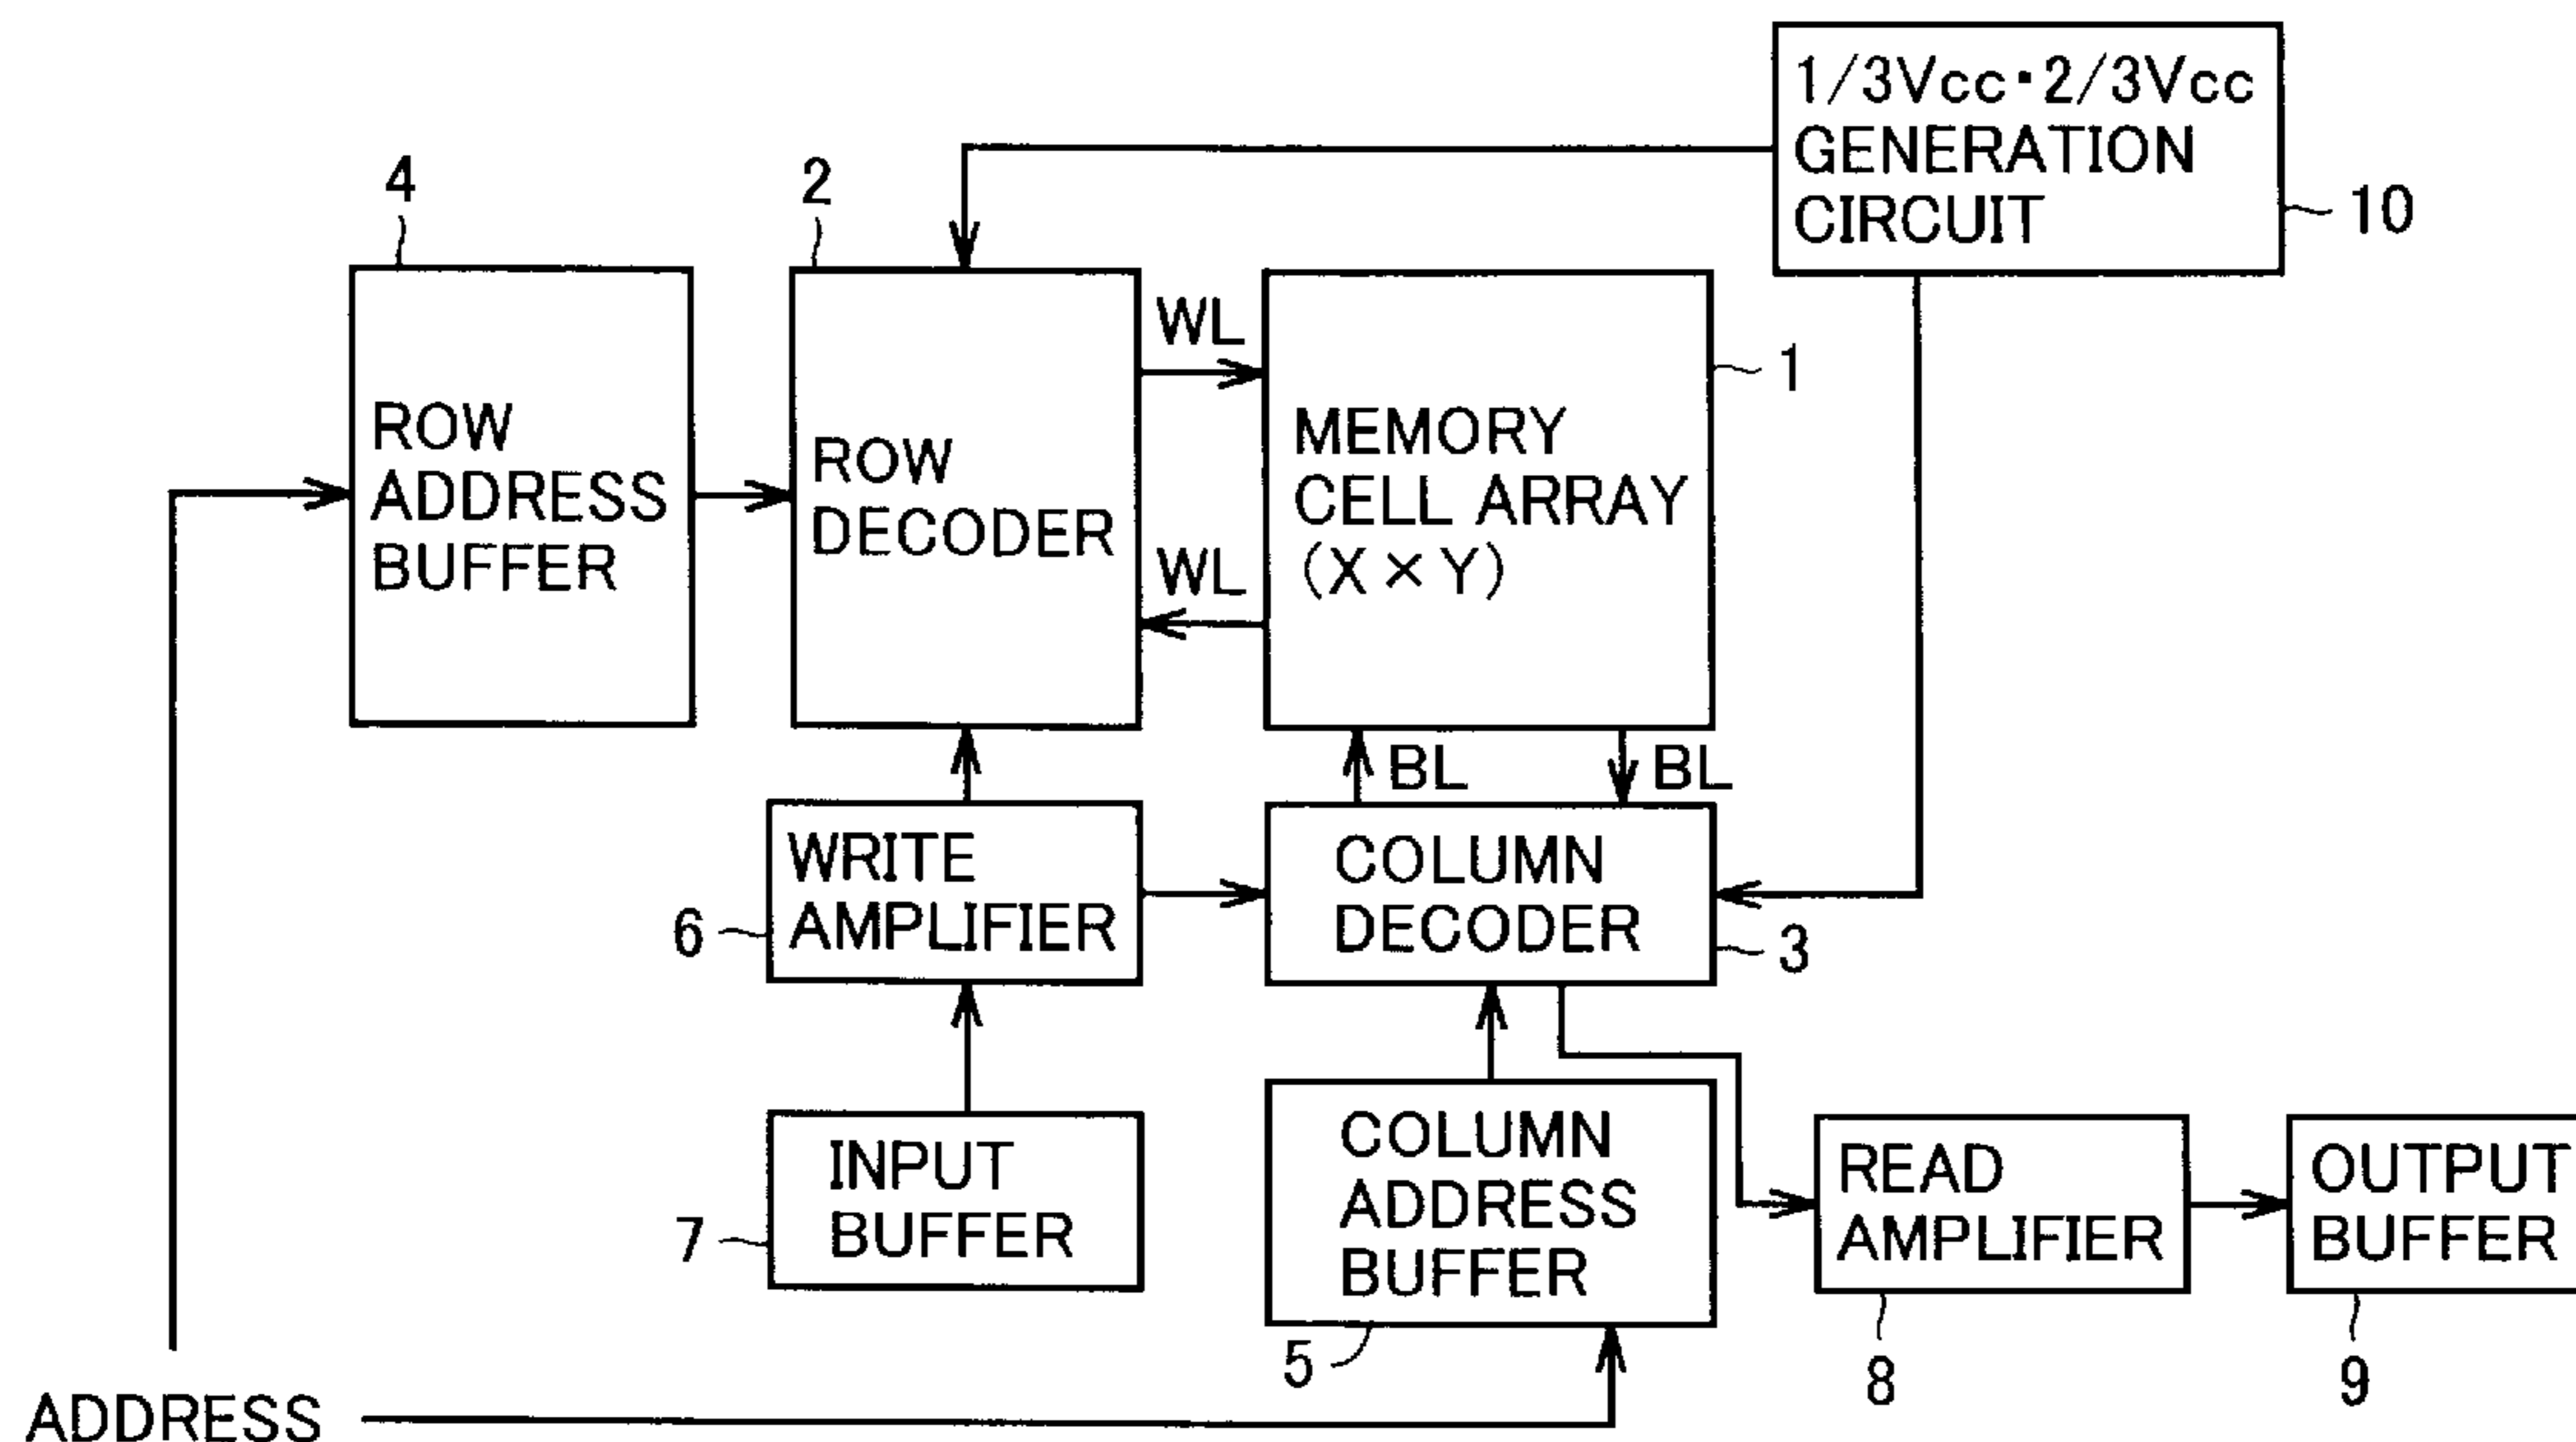 1/3Vcc・2/3Vcc
GENERATION
CIRCUIT
10
4
2
ROW
ADDRESS
BUFFER
ROW
DECODER
WL
WL
MEMORY
CELL ARRAY
(X × Y)
1
BL
BL
WRITE
AMPLIFIER
6
COLUMN
DECODER
3
INPUT
BUFFER
7
COLUMN
ADDRESS
BUFFER
5
READ
AMPLIFIER
8
OUTPUT
BUFFER
9
ADDRESS